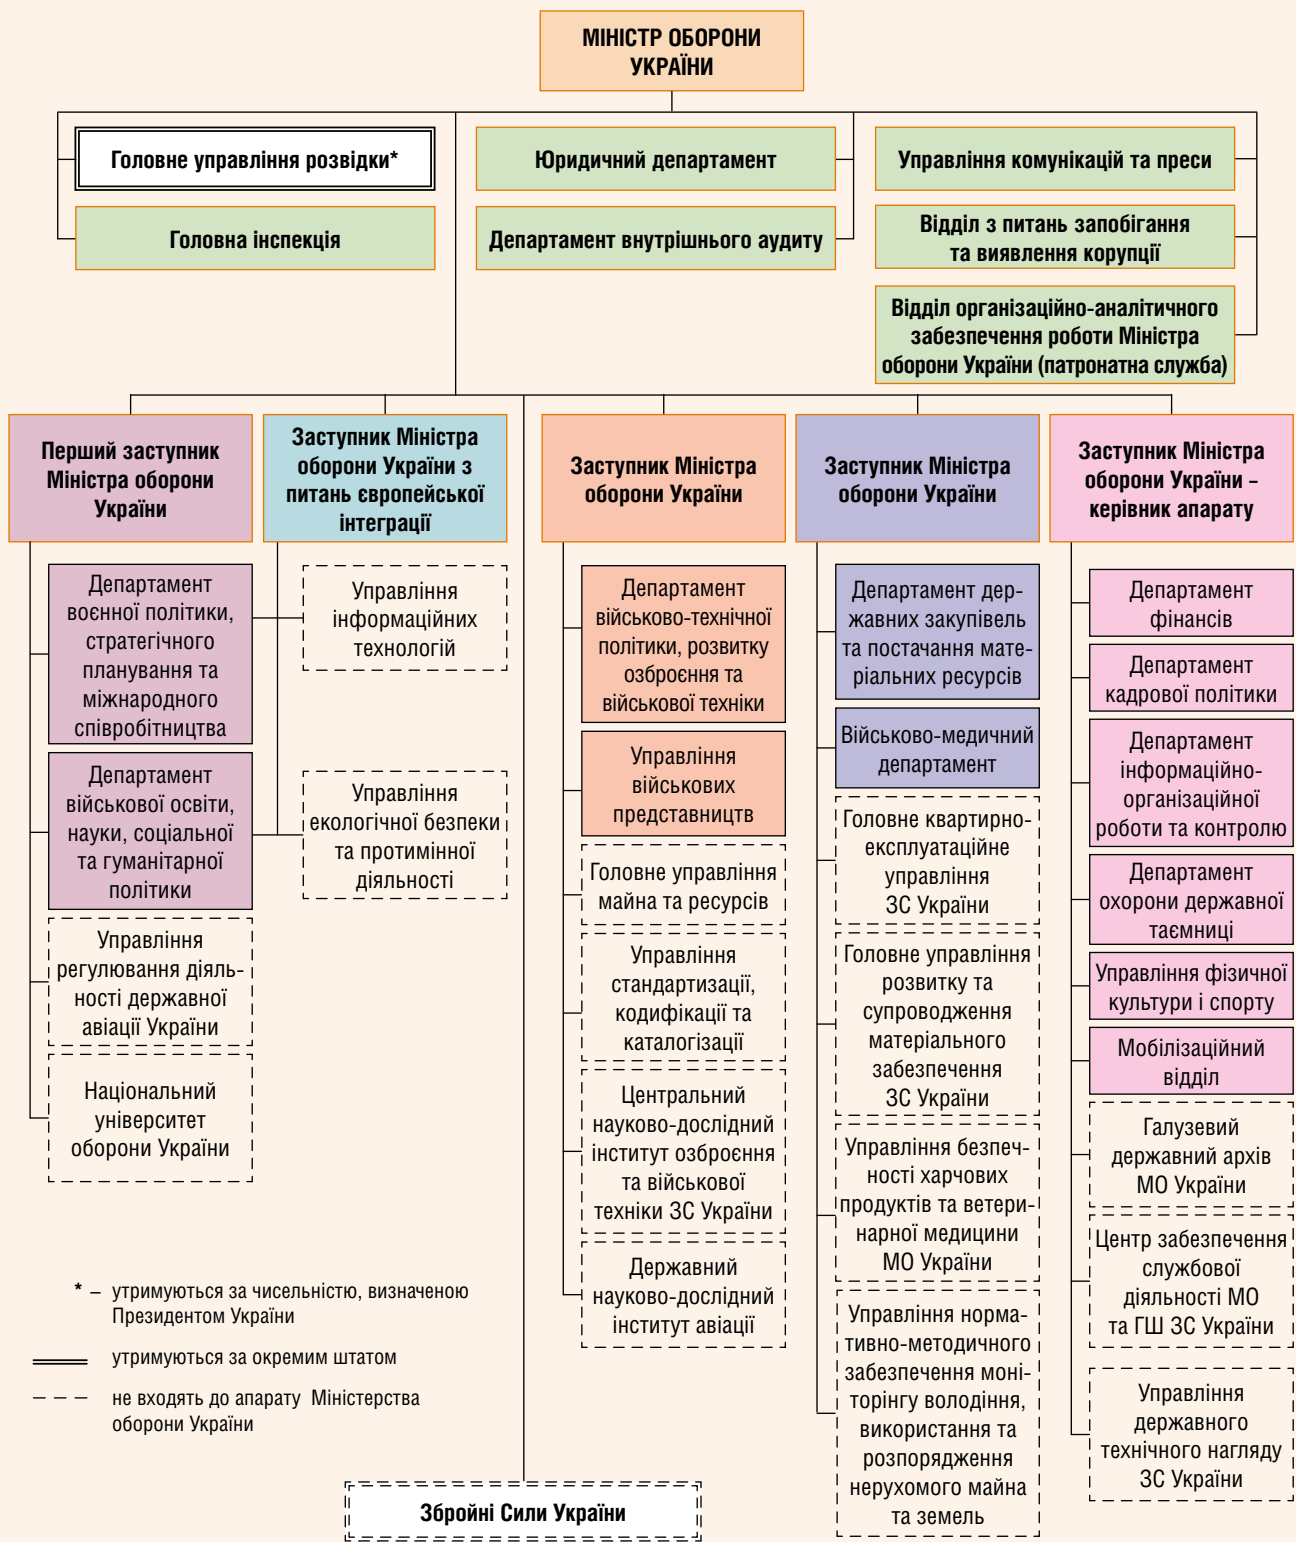 МІНІСТР ОБОРОНИ
УКРАЇНИ
Головне управління розвідки*
Головна інспекція
Юридичний департамент
Департамент внутрішнього аудиту
Управління комунікацій та преси
Відділ з питань запобігання
та виявлення корупції
Відділ організаційно-аналітичного
забезпечення роботи Міністра
оборони України (патронатна служба)
Перший заступник
Міністра оборони
України
Департамент
воєнної політики,
стратегічного
планування та
міжнародного
співробітництва
Департамент
військової освіти,
науки, соціальної
та гуманітарної
політики
Управління
регулювання діяль-
ності державної
авіації України
Національний
університет
оборони України
Заступник Міністра
оборони України з
питань європейської
інтеграції
Управління
інформаційних
технологій
Управління
екологічної безпеки
та протимінної
діяльності
Заступник Міністра
оборони України
Департамент
військово-технічної
політики, розвитку
озброєння та
військової техніки
Управління
військових
представництв
Головне управління
майна та ресурсів
Управління
стандартизації,
кодифікації та
каталогізації
Центральний
науково-дослідний
інститут озброєння
та військової
техніки ЗС України
Державний
науково-дослідний
інститут авіації
Заступник Міністра
оборони України
Департамент дер-
жавних закупівель
та постачання мате-
ріальних ресурсів
Військово-медичний
департамент
Головне квартирно-
експлуатаційне
управління
ЗС України
Головне управління
розвитку та
супроводження
матеріального
забезпечення
ЗС України
Управління безпеч-
ності харчових
продуктів та ветери-
нарної медицини
МО України
Управління норма-
тивно-методичного
забезпечення моні-
торінгу володіння,
використання та
розпорядження
нерухомого майна
та земель
Заступник Міністра
оборони України –
керівник апарату
Департамент
фінансів
Департамент
кадрової політики
Департамент
інформаційно-
організаційної
роботи та контролю
Департамент
охорони державної
таємниці
Управління фізичної
культури і спорту
Мобілізаційний
відділ
Галузевий
державний архів
МО України
Центр забезпечення
службової
діяльності МО
та ГШ ЗС України
Управління
державного
технічного нагляду
ЗС України
* – утримуються за чисельністю, визначеною
Президентом України
утримуються за окремим штатом
не входять до апарату Міністерства
оборони України
Збройні Сили України